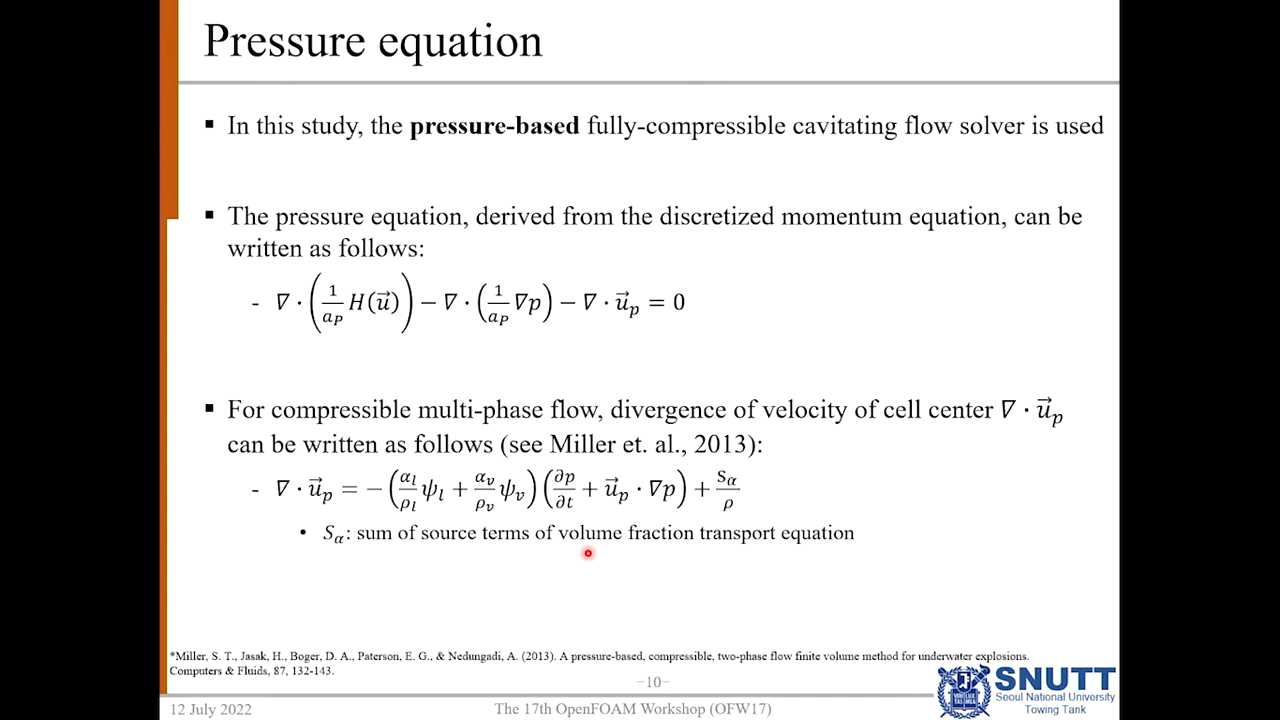 Pressure equation
▪ In this study, the pressure-based fully-compressible cavitating flow solver is used
▪ The pressure equation, derived from the discretized momentum equation, can be
written as follows:
- ∇ · (1/a_P H(u⃗)) − ∇ · (1/a_P ∇p) − ∇ · u⃗_p = 0
▪ For compressible multi-phase flow, divergence of velocity of cell center ∇ · u⃗_p
can be written as follows (see Miller et. al., 2013):
- ∇ · u⃗_p = −(α_l/ρ_l ψ_l + α_v/ρ_v ψ_v)(∂p/∂t + u⃗_p · ∇p) + S_α/ρ
• S_α: sum of source terms of volume fraction transport equation
*Miller, S. T., Jasak, H., Boger, D. A., Paterson, E. G., & Nedungadi, A. (2013). A pressure-based, compressible, two-phase flow finite volume method for underwater explosions.
Computers & Fluids, 87, 132-143.
−10−
SNUTT
Seoul National University
Towing Tank
12 July 2022
The 17th OpenFOAM Workshop (OFW17)